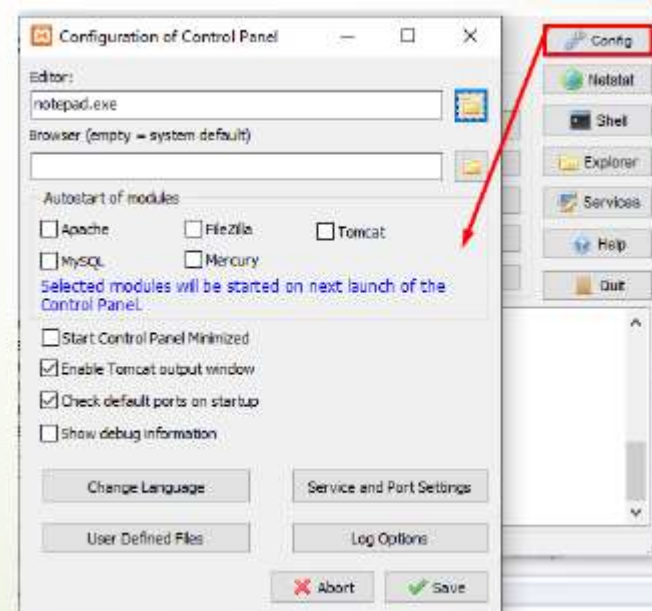 Configuration of Control Panel
Editor:
notepad.exe
Browser (empty = system default)
Autostart of modules
Apache
FileZilla
Tomcat
MySQL
Mercury
Selected modules will be started on next launch of the
Control Panel.
Start Control Panel Minimized
Enable Tomcat output window
Check default ports on startup
Show debug information
Change Language
Service and Port Settings
User Defined Files
Log Options
Abort
Save
Config
Netstat
Shell
Explorer
Services
Help
Quit